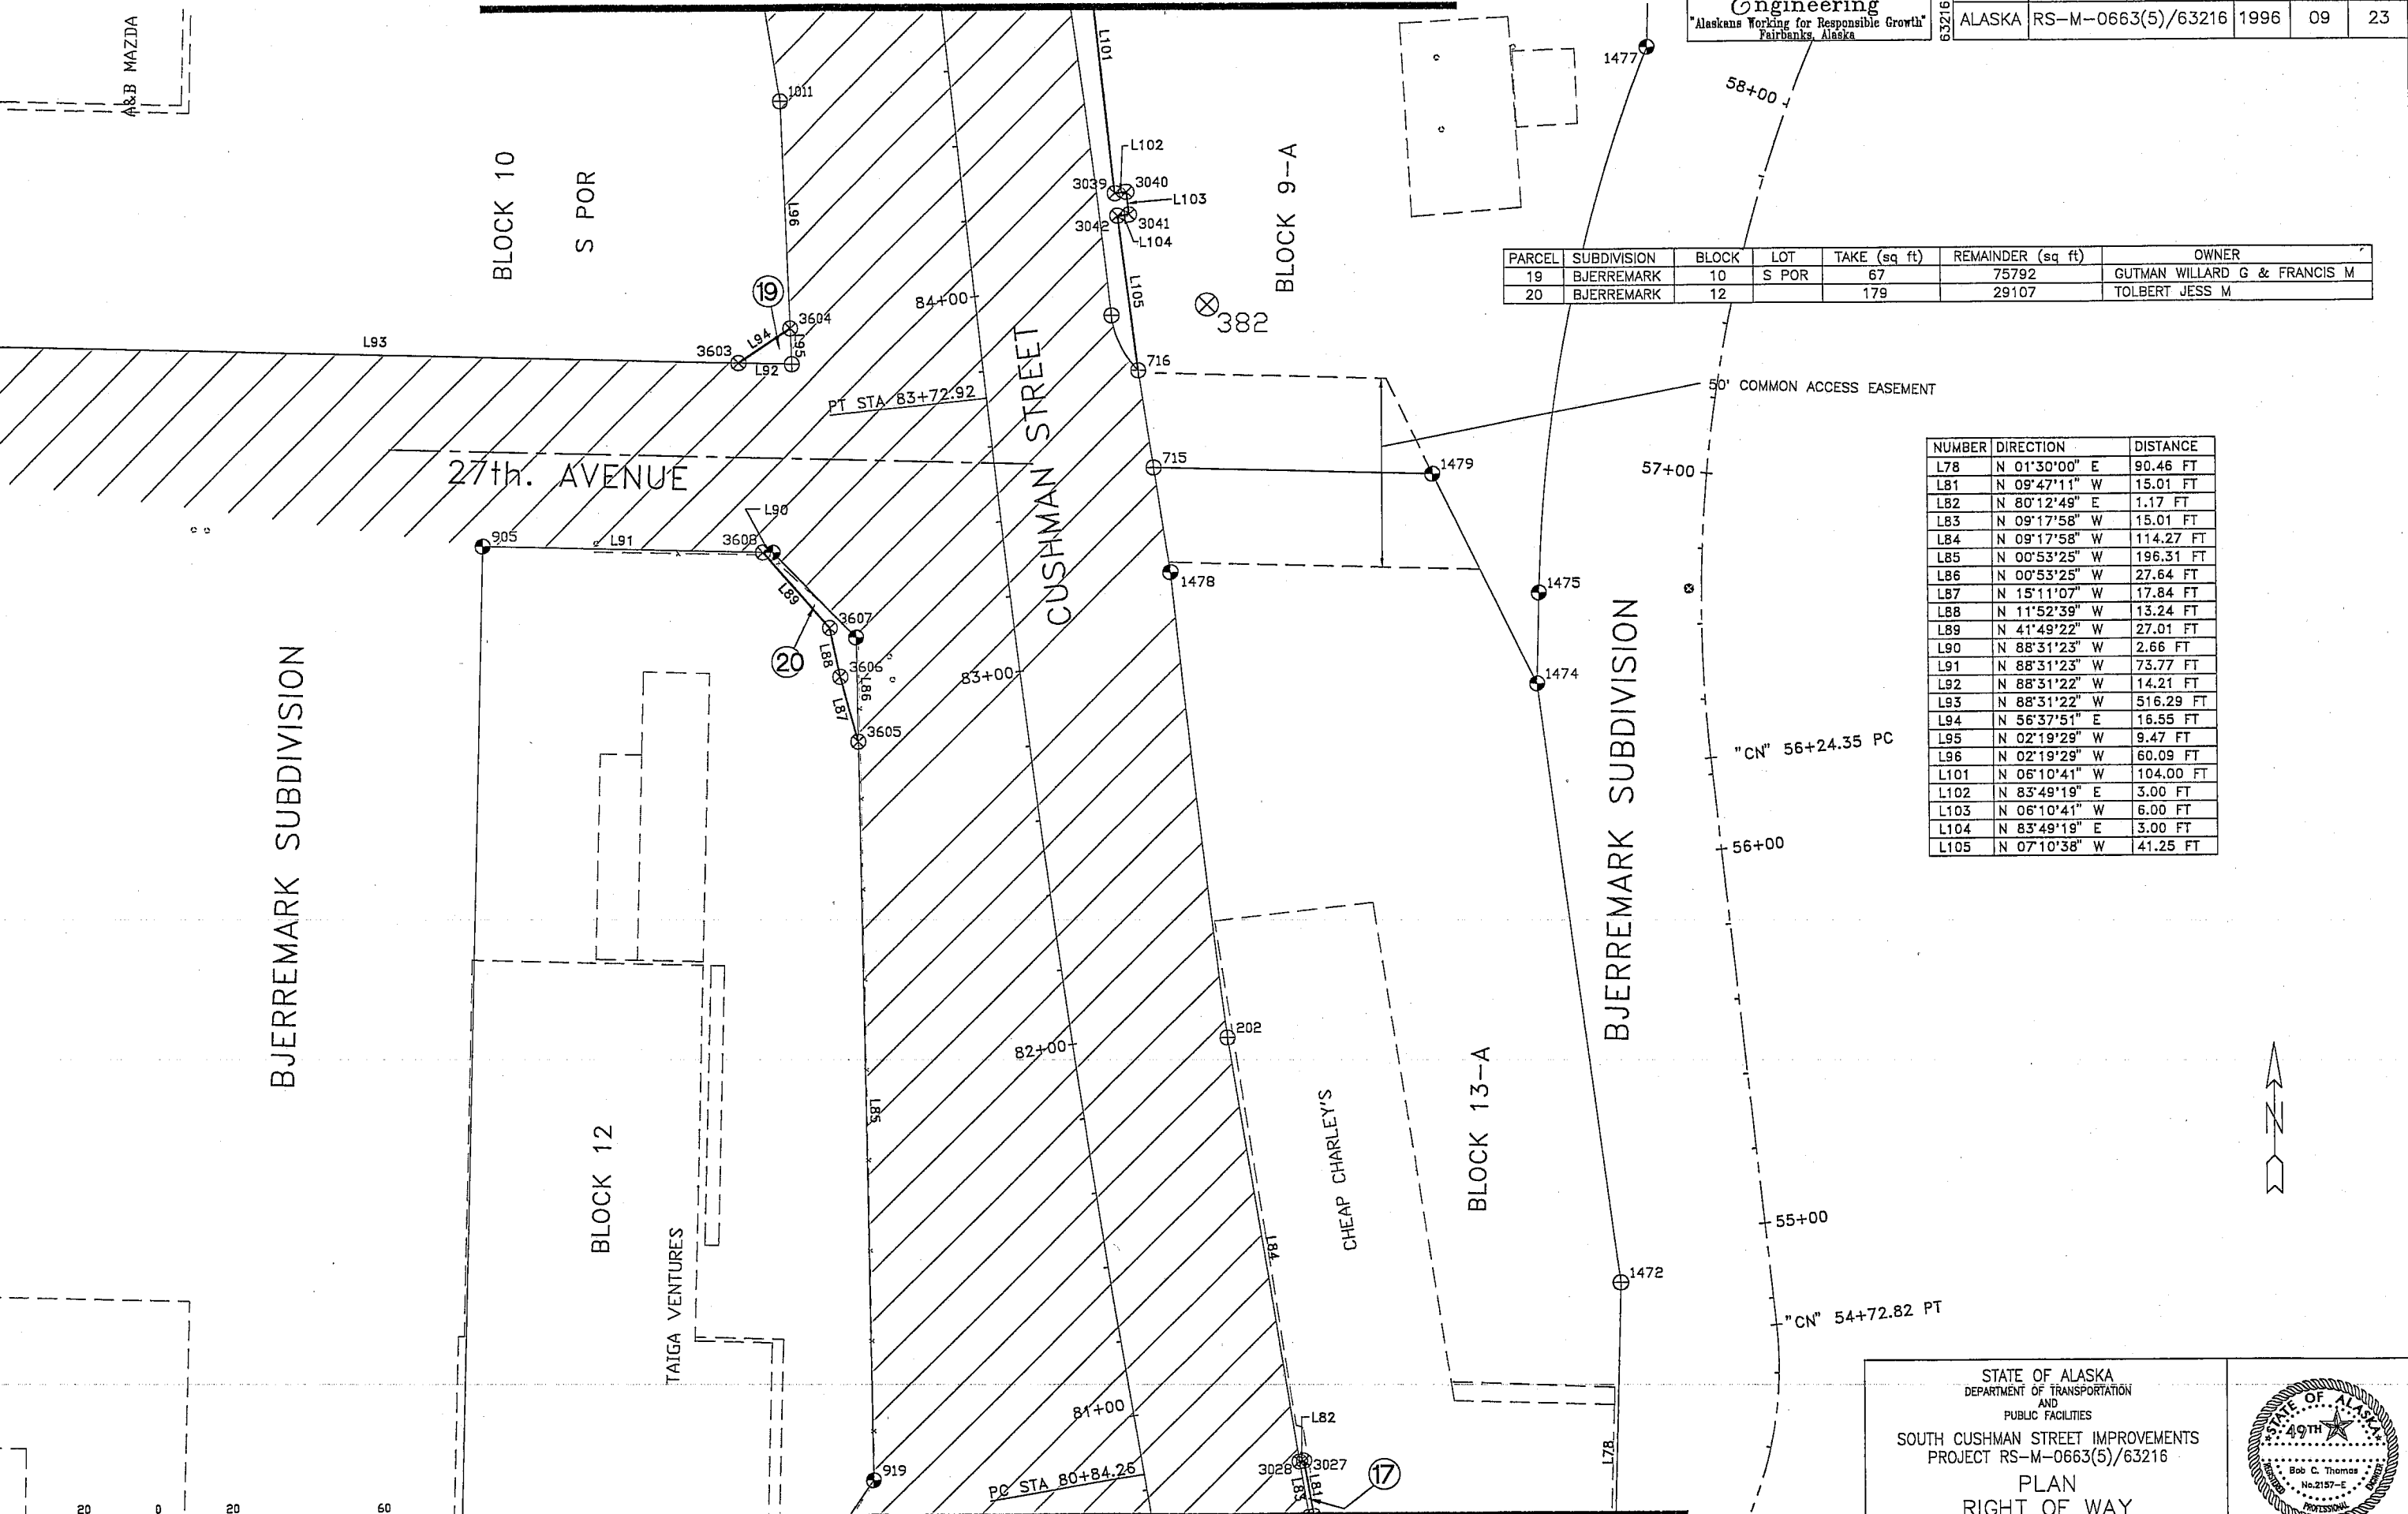 Engineering
"Alaskans Working for Responsible Growth"
Fairbanks, Alaska
63216
ALASKA RS-M-0663(5)/63216 1996 09 23
A&B MAZDA
BLOCK 10
S POR
1011
L96
L101
L102
3039
3040
L103
3041
3042
L104
L105
BLOCK 9-A
382
1477
58+00
PARCEL SUBDIVISION BLOCK LOT TAKE (sq ft) REMAINDER (sq ft) OWNER
19 BJERREMARK 10 S POR 67 75792 GUTMAN WILLARD G & FRANCIS M
20 BJERREMARK 12 179 29107 TOLBERT JESS M
19
84+00
3604
L93
3603
L94
L95
L92
716
PT STA 83+72.92
50' COMMON ACCESS EASEMENT
27th. AVENUE
CUSHMAN STREET
715
1479
57+00
L90
905
L91
3608
1478
1475
L89
3607
20
L88
3606
L86
83+00
1474
L87
3605
"CN" 56+24.35 PC
56+00
NUMBER DIRECTION DISTANCE
L78 N 01°30'00" E 90.46 FT
L81 N 09°47'11" W 15.01 FT
L82 N 80°12'49" E 1.17 FT
L83 N 09°17'58" W 15.01 FT
L84 N 09°17'58" W 114.27 FT
L85 N 00°53'25" W 196.31 FT
L86 N 00°53'25" W 27.64 FT
L87 N 15°11'07" W 17.84 FT
L88 N 11°52'39" W 13.24 FT
L89 N 41°49'22" W 27.01 FT
L90 N 88°31'23" W 2.66 FT
L91 N 88°31'23" W 73.77 FT
L92 N 88°31'22" W 14.21 FT
L93 N 88°31'22" W 516.29 FT
L94 N 56°37'51" E 16.55 FT
L95 N 02°19'29" W 9.47 FT
L96 N 02°19'29" W 60.09 FT
L101 N 06°10'41" W 104.00 FT
L102 N 83°49'19" E 3.00 FT
L103 N 06°10'41" W 6.00 FT
L104 N 83°49'19" E 3.00 FT
L105 N 07°10'38" W 41.25 FT
BJERREMARK SUBDIVISION
BJERREMARK SUBDIVISION
202
82+00
L85
BLOCK 12
TAIGA VENTURES
CHEAP CHARLEY'S
BLOCK 13-A
N
55+00
L84
1472
"CN" 54+72.82 PT
81+00
L82
L78
919
PC STA 80+84.26
3028
3027
L83
L81
17
20 0 20 60
STATE OF ALASKA
DEPARTMENT OF TRANSPORTATION
AND
PUBLIC FACILITIES
SOUTH CUSHMAN STREET IMPROVEMENTS
PROJECT RS-M-0663(5)/63216
PLAN
RIGHT OF WAY
STATE OF ALASKA
49TH
Bob C. Thomas
No.2157-E
REGISTERED PROFESSIONAL ENGINEER